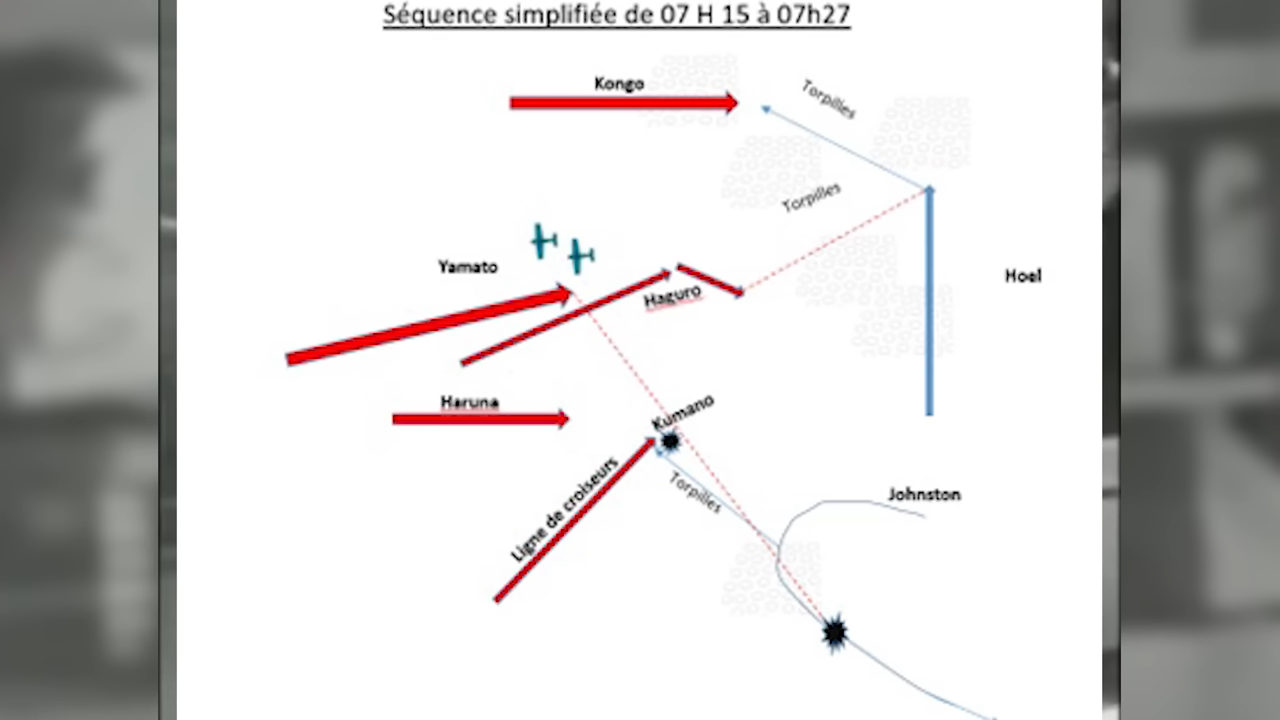 Séquence simplifiée de 07 H 15 à 07h27
Kongo
Torpilles
Torpilles
Yamato
Haguro
Hoel
Haruna
Kumano
Ligne de croiseurs
Torpilles
Johnston